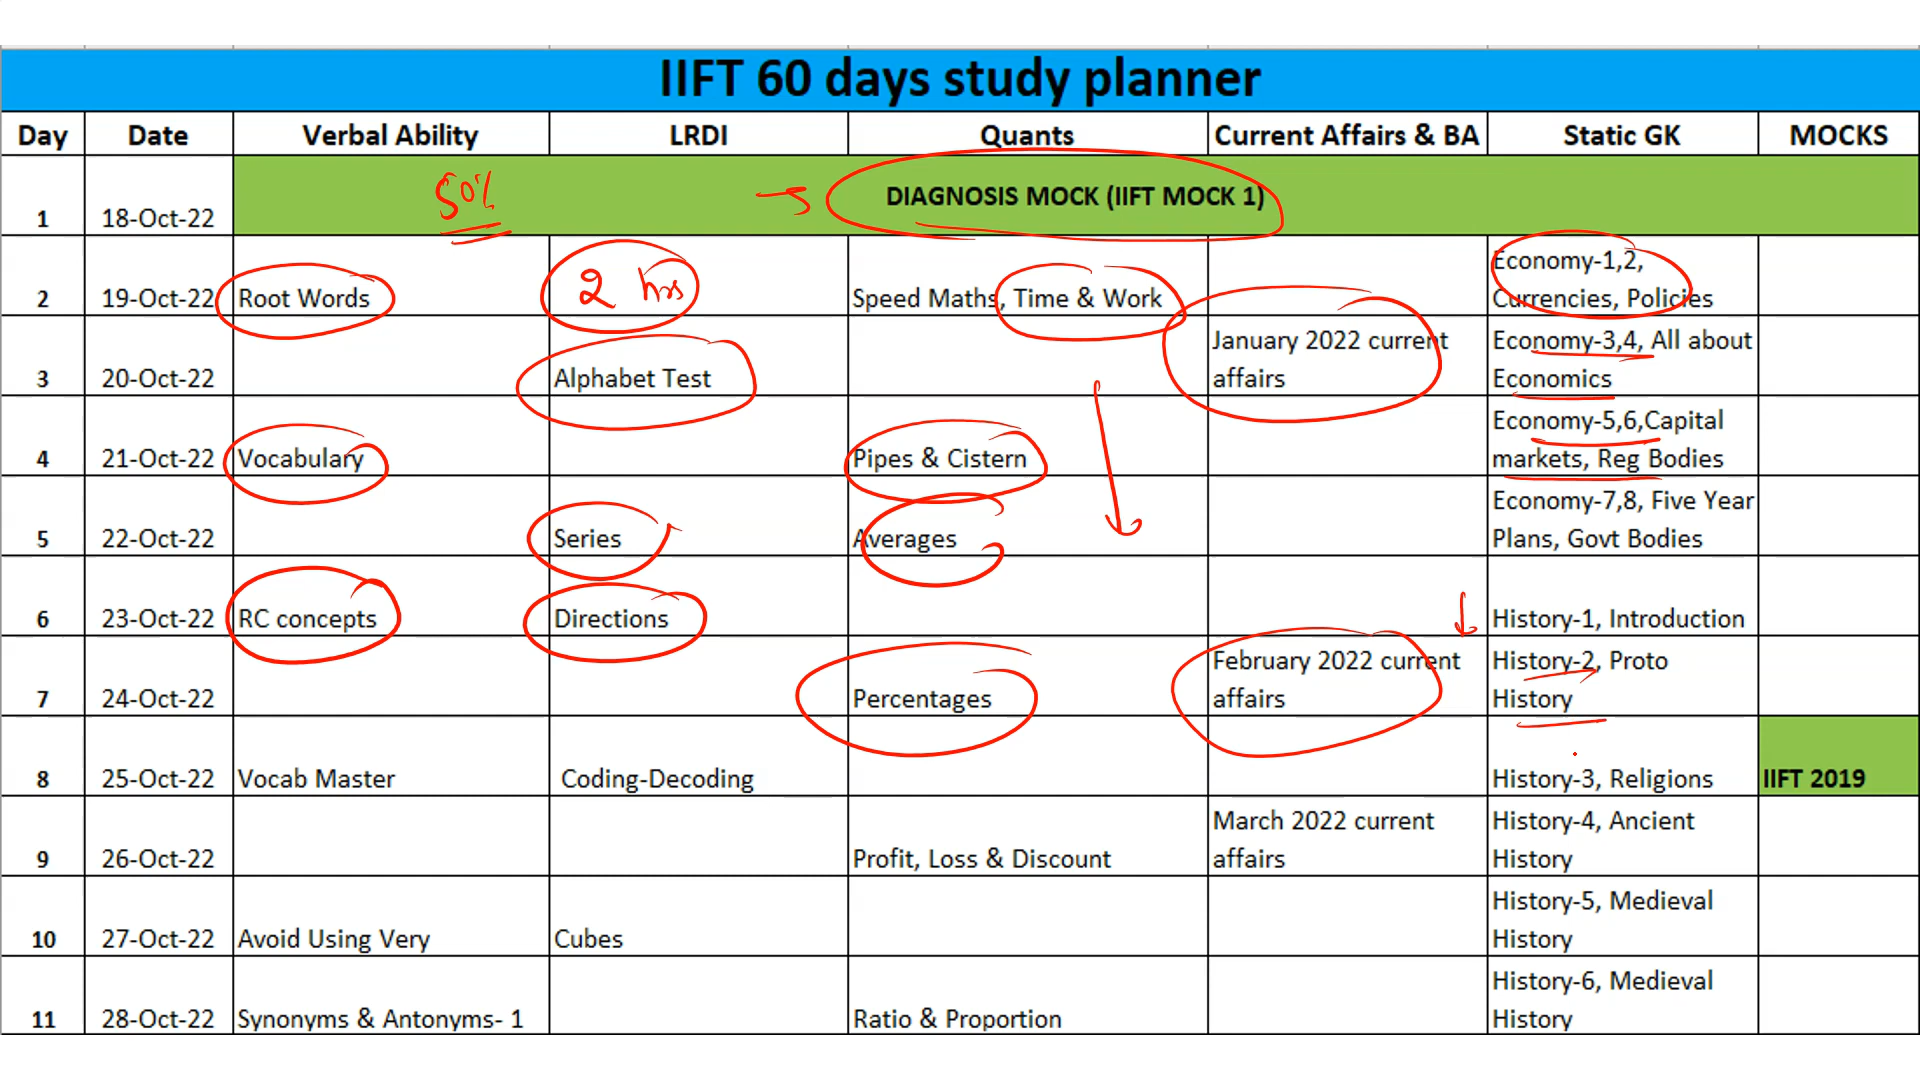 IIFT 60 days study planner
Day Date Verbal Ability LRDI Quants Current Affairs & BA Static GK MOCKS
1 18-Oct-22 50% DIAGNOSIS MOCK (IIFT MOCK 1)
2 19-Oct-22 Root Words 2 hrs Speed Maths, Time & Work Economy-1,2,
Currencies, Policies
3 20-Oct-22 Alphabet Test January 2022 current
affairs Economy-3,4, All about
Economics
4 21-Oct-22 Vocabulary Pipes & Cistern Economy-5,6,Capital
markets, Reg Bodies
5 22-Oct-22 Series Averages Economy-7,8, Five Year
Plans, Govt Bodies
6 23-Oct-22 RC concepts Directions History-1, Introduction
7 24-Oct-22 Percentages February 2022 current
affairs History-2, Proto
History
8 25-Oct-22 Vocab Master Coding-Decoding History-3, Religions IIFT 2019
9 26-Oct-22 Profit, Loss & Discount March 2022 current
affairs History-4, Ancient
History
10 27-Oct-22 Avoid Using Very Cubes History-5, Medieval
History
11 28-Oct-22 Synonyms & Antonyms- 1 Ratio & Proportion History-6, Medieval
History